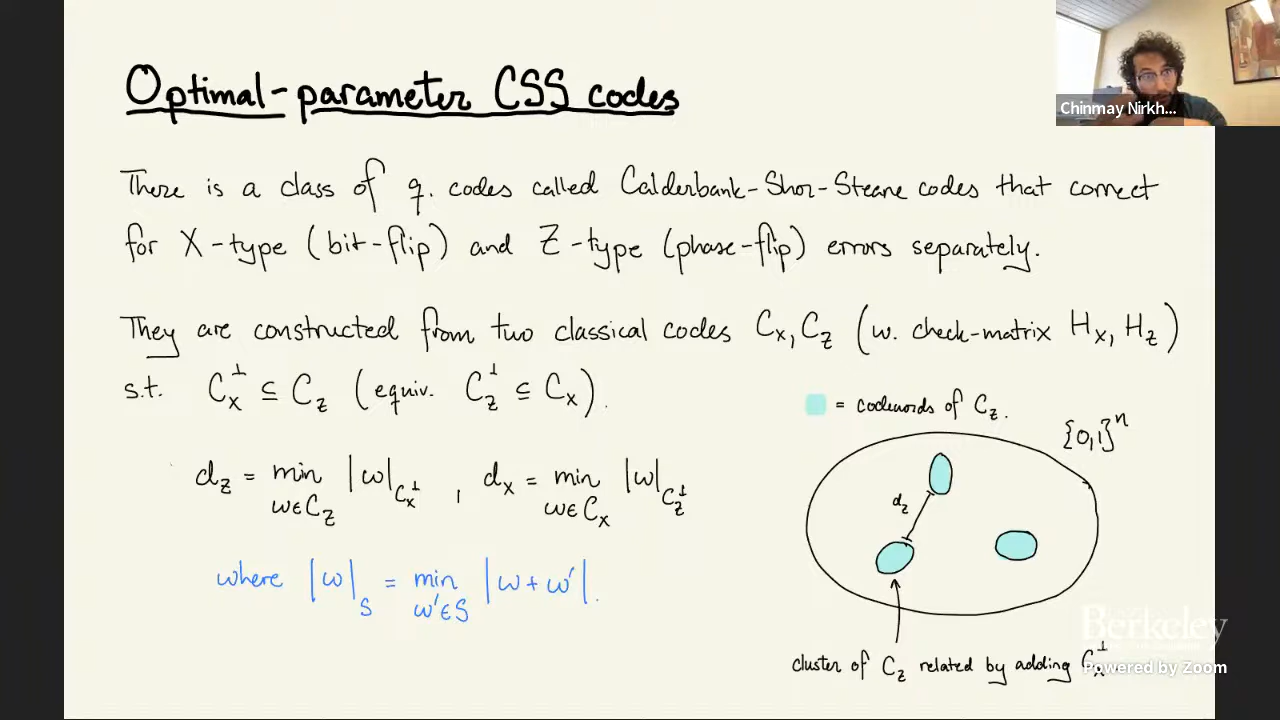 Optimal-parameter CSS codes
Chinmay Nirkh...
There is a class of q. codes called Calderbank-Shor-Steane codes that correct
for X-type (bit-flip) and Z-type (phase-flip) errors separately.
They are constructed from two classical codes C_x, C_z (w. check-matrix H_x, H_z)
s.t. C_x^⊥ ⊆ C_z (equiv. C_z^⊥ ⊆ C_x).
= codewords of C_z.
{0,1}^n
d_z = min_{w∈C_z} |w|_{C_x^⊥} , d_x = min_{w∈C_x} |w|_{C_z^⊥}
d_z
where |w|_S = min_{w'∈S} |w + w'|.
Berkeley
cluster of C_z related by adding C_x^⊥
Powered by Zoom